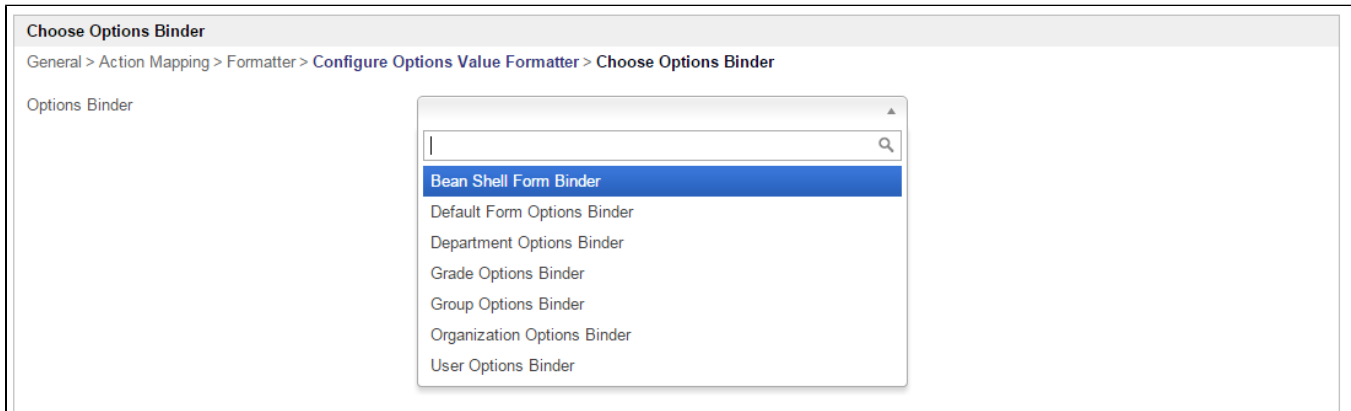 Choose Options Binder
General > Action Mapping > Formatter > Configure Options Value Formatter > Choose Options Binder
Options Binder
Bean Shell Form Binder
Default Form Options Binder
Department Options Binder
Grade Options Binder
Group Options Binder
Organization Options Binder
User Options Binder